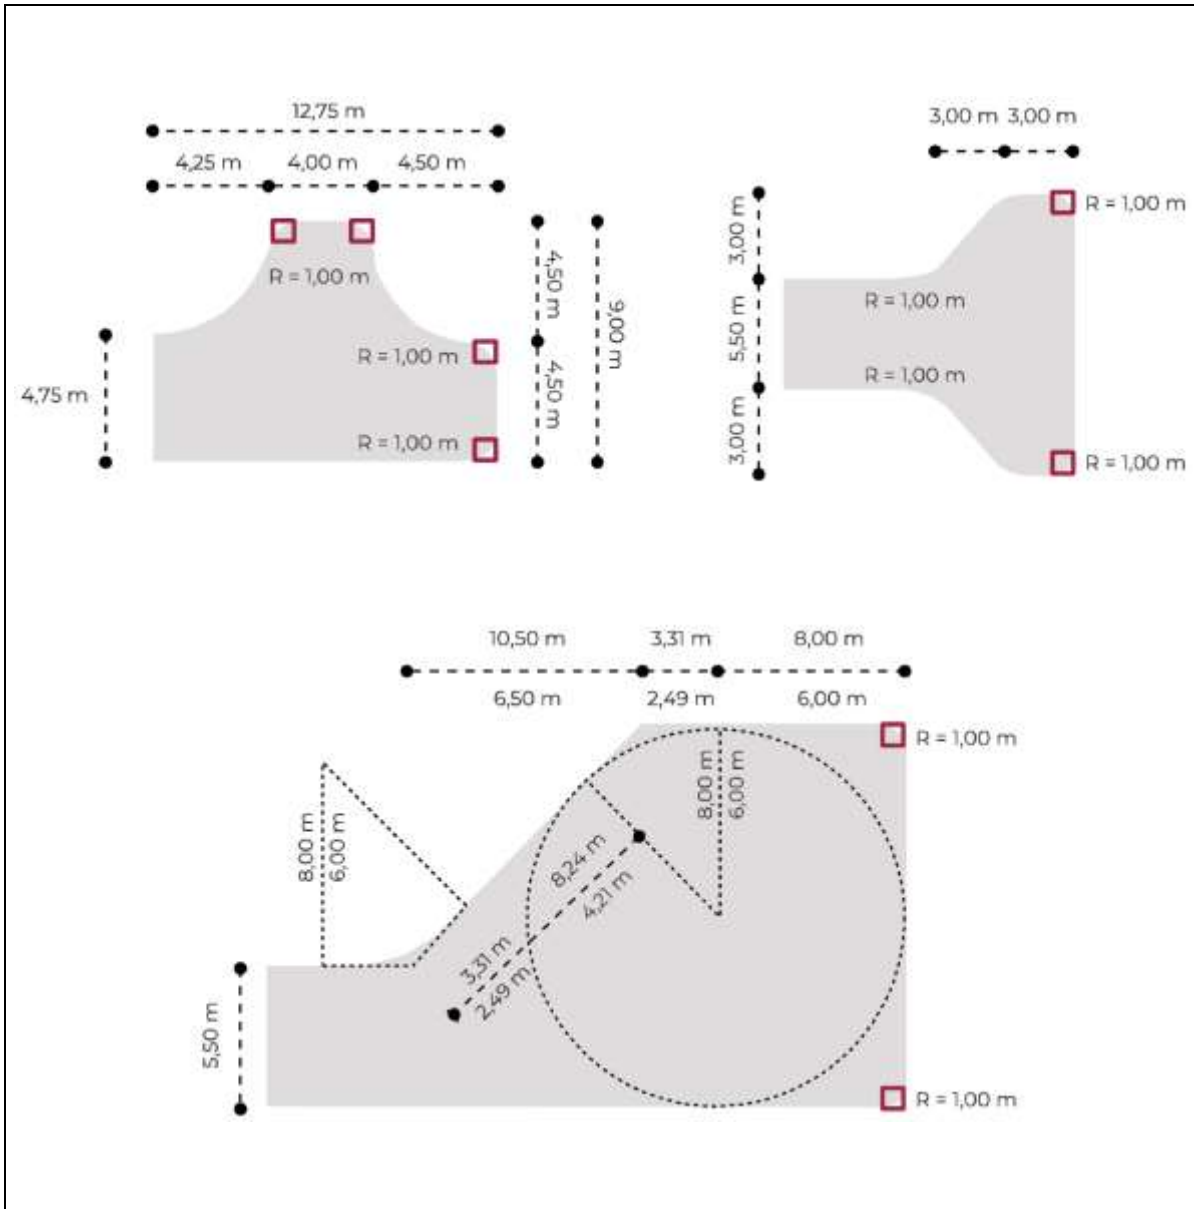 12,75 m
4,25 m
4,00 m
4,50 m
R = 1,00 m
4,50 m
9,00 m
R = 1,00 m
4,50 m
4,75 m
R = 1,00 m
3,00 m 3,00 m
3,00 m
R = 1,00 m
R = 1,00 m
5,50 m
R = 1,00 m
3,00 m
R = 1,00 m
10,50 m
3,31 m
8,00 m
6,50 m
2,49 m
6,00 m
R = 1,00 m
8,00 m
6,00 m
8,00 m
6,00 m
8,24 m
4,21 m
3,31 m
2,49 m
5,50 m
R = 1,00 m